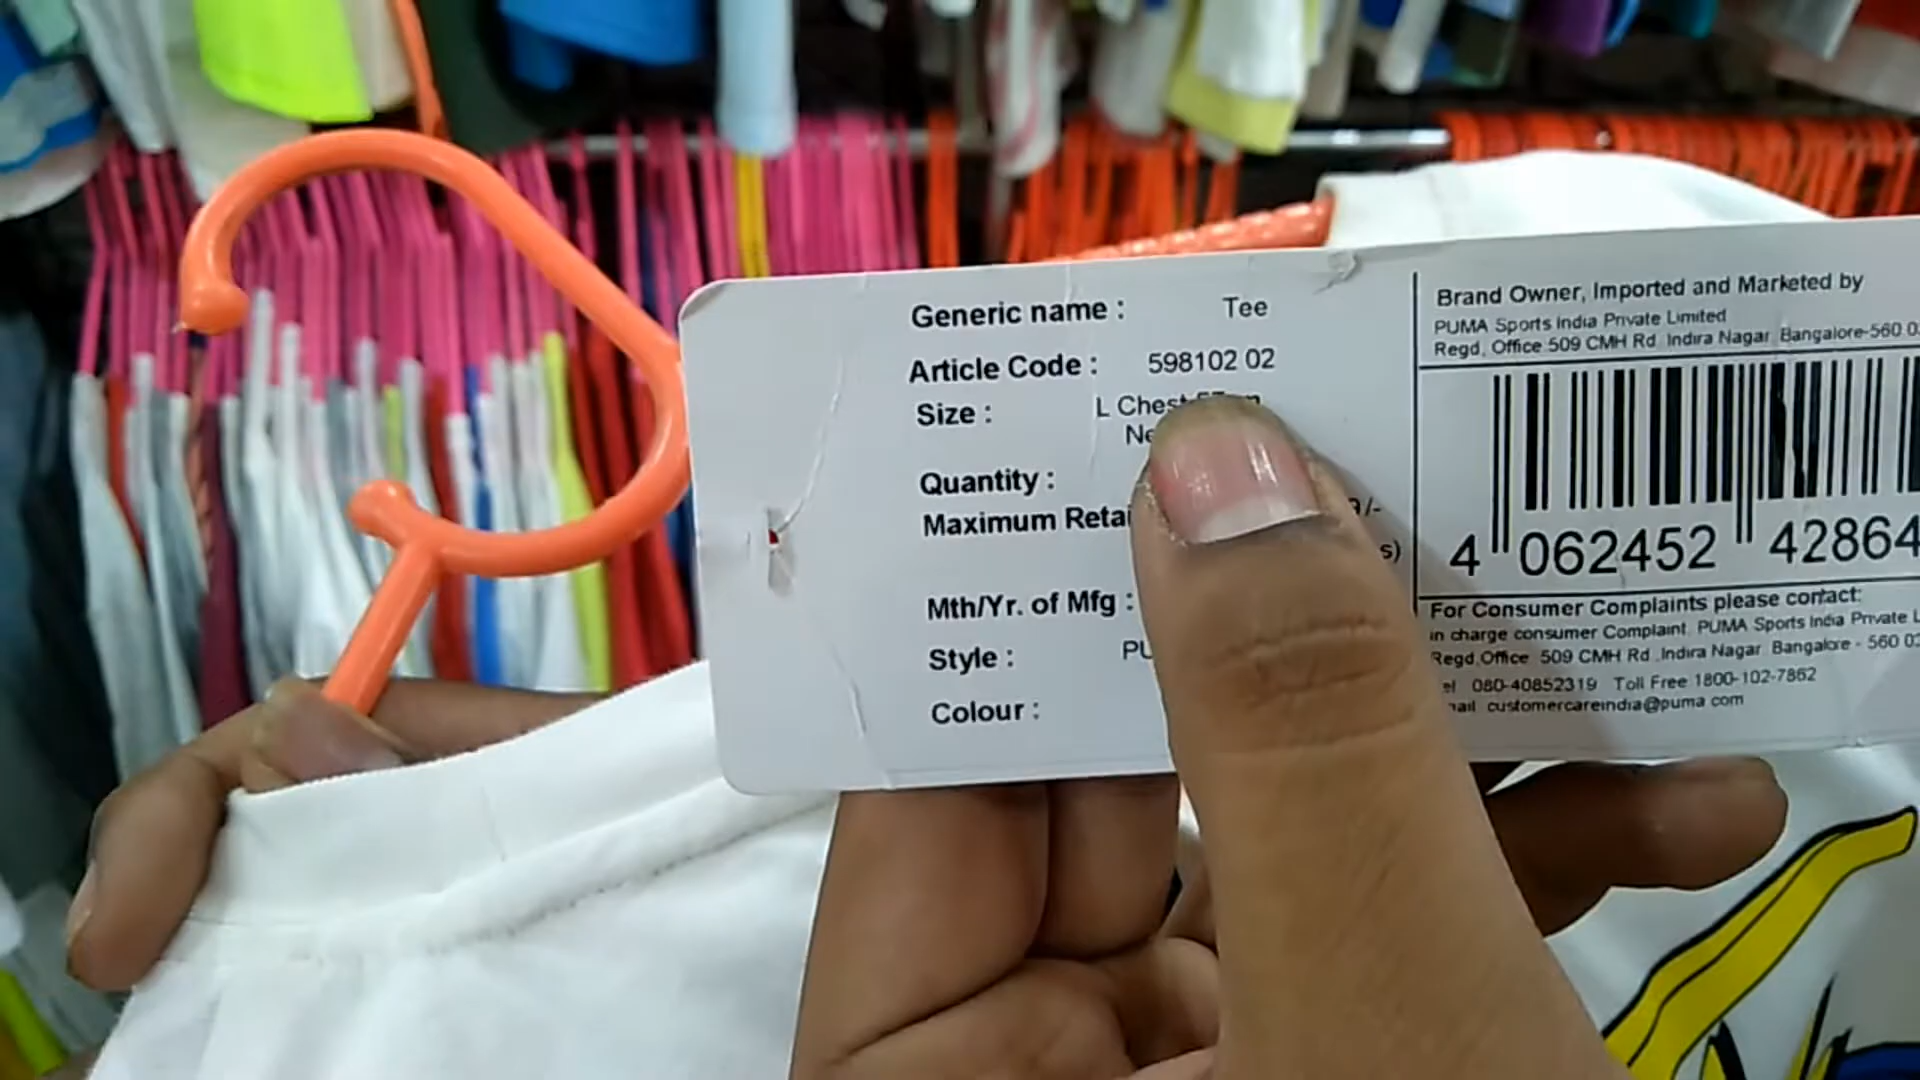 Generic name : Tee
Article Code : 598102 02
Size : L Chest
Quantity :
Maximum
Mth/Yr. of Mfg :
Style :
Colour :
Brand Owner, Imported and Marketed by
PUMA Sports India Private Limited
Regd. Office 509 CMH Rd Indira Nagar Bangalore-560
4 062452 42864
For Consumer Complaints please contact:
in charge consumer Complaint PUMA Sports India Private
Regd.Office 509 CMH Rd .Indira Nagar Bangalore - 560
080-40852319 Toll Free 1800-102-7862
customercareindia@puma com